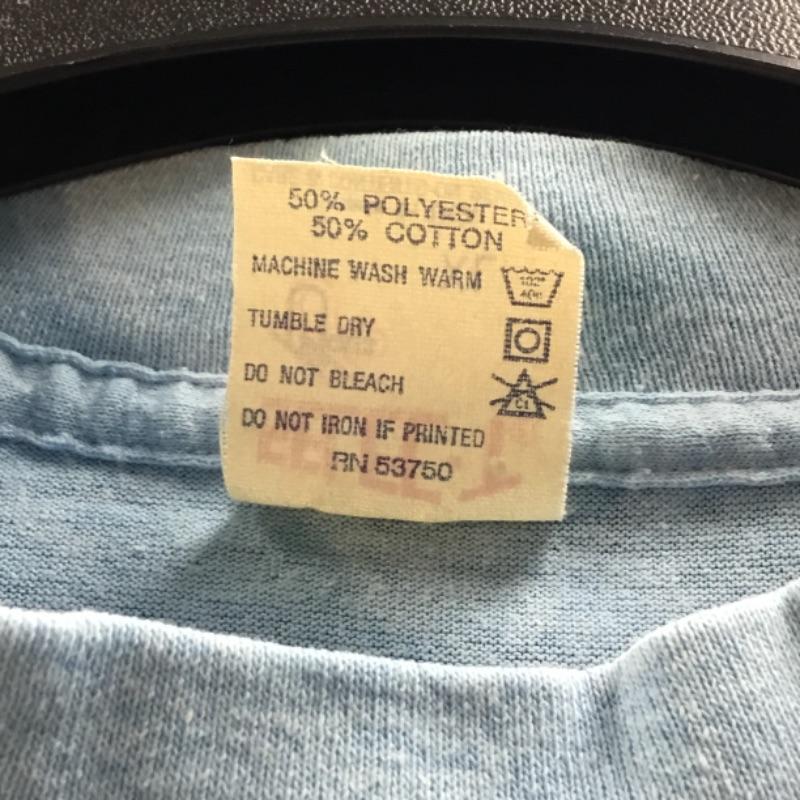 50% POLYESTER
50% COTTON
MACHINE WASH WARM
TUMBLE DRY
DO NOT BLEACH
CL
DO NOT IRON IF PRINTED
RN 53750